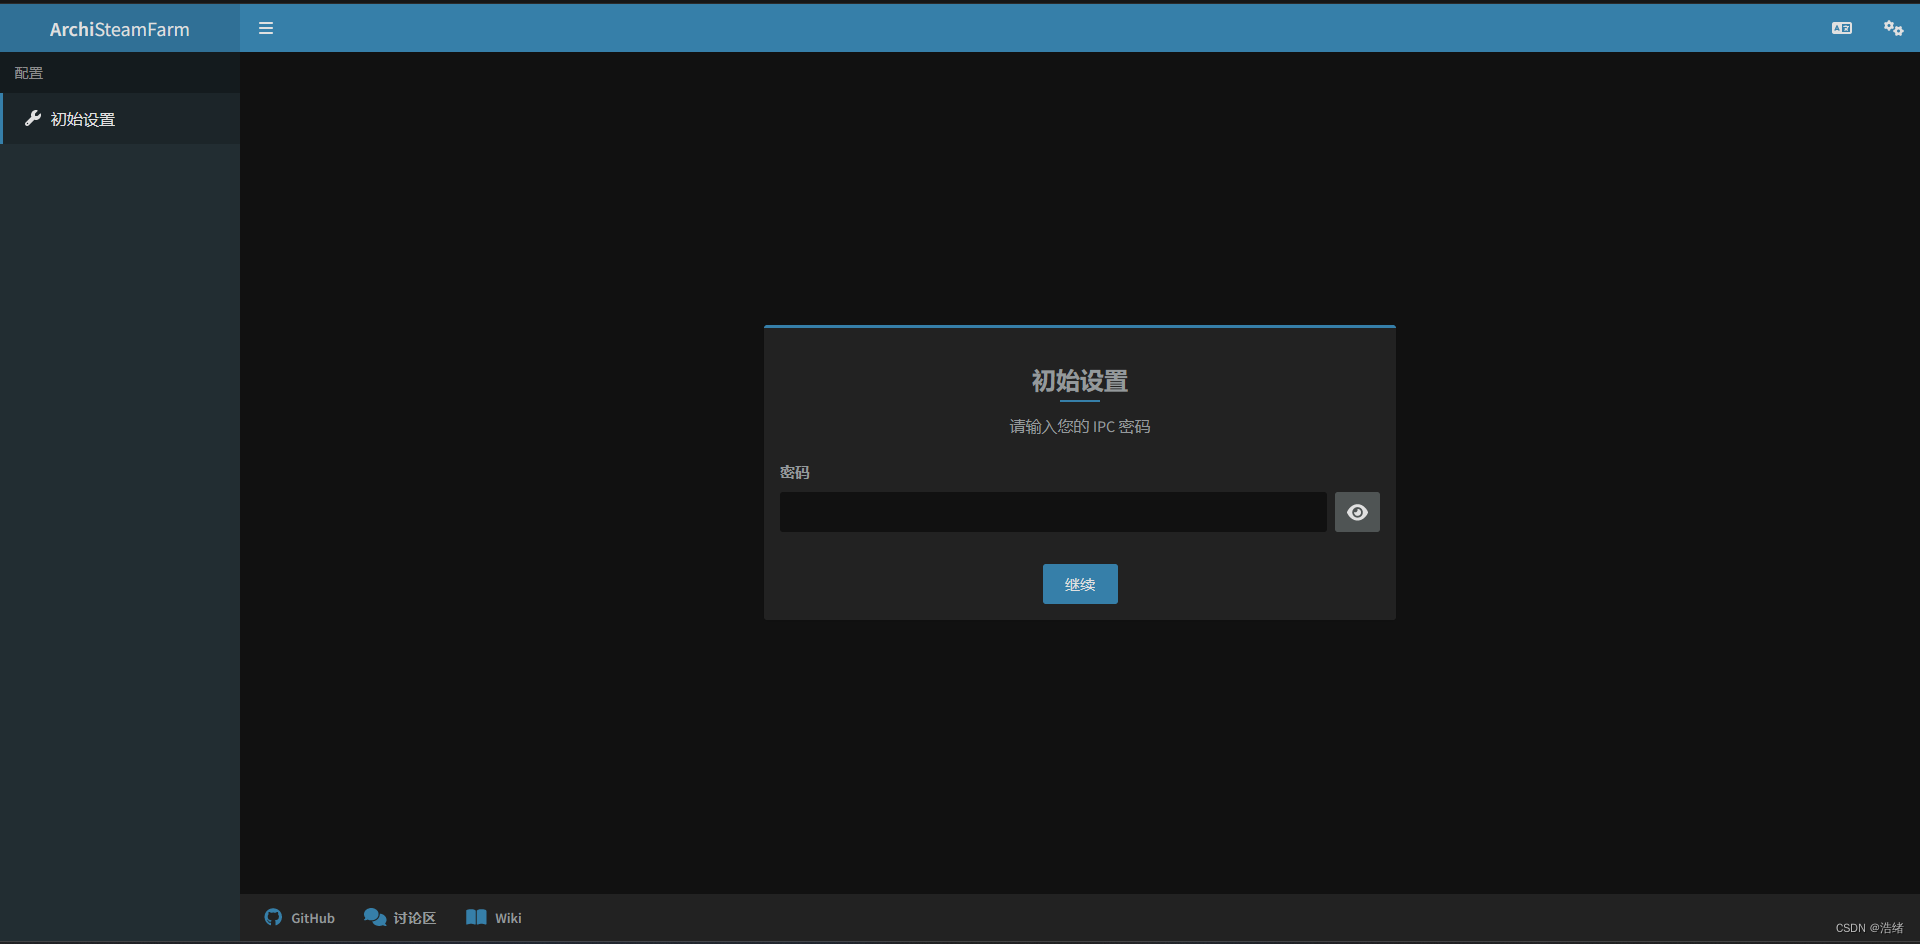 ArchiSteamFarm
配置
初始设置
初始设置
请输入您的 IPC 密码
密码
继续
GitHub
讨论区
Wiki
CSDN @浩绪